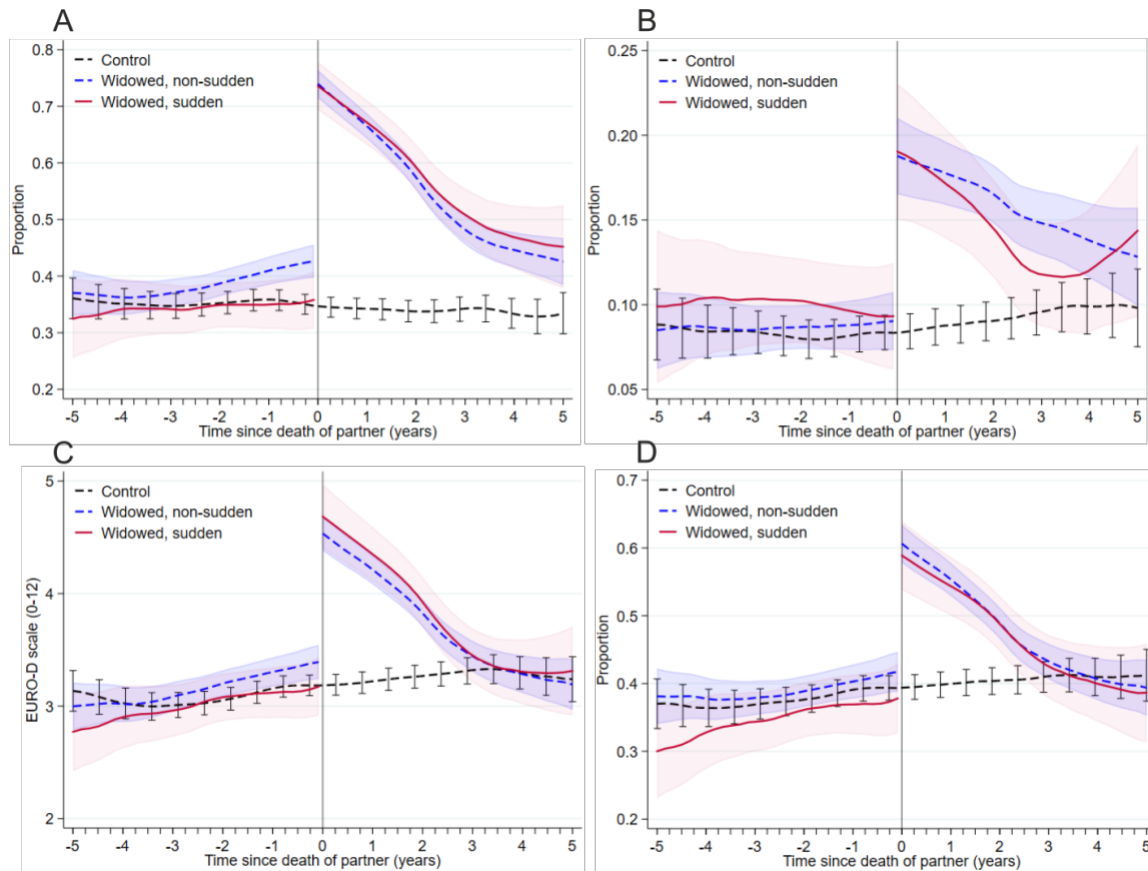 A
0.8
0.7
0.6
0.5
0.4
0.3
0.2
Proportion
Control
Widowed, non-sudden
Widowed, sudden
-5 -4 -3 -2 -1 0 1 2 3 4 5
Time since death of partner (years)
B
0.25
0.20
0.15
0.10
0.05
Proportion
Control
Widowed, non-sudden
Widowed, sudden
-5 -4 -3 -2 -1 0 1 2 3 4 5
Time since death of partner (years)
C
5
4
3
2
EURO-D scale (0-12)
Control
Widowed, non-sudden
Widowed, sudden
-5 -4 -3 -2 -1 0 1 2 3 4 5
Time since death of partner (years)
D
0.7
0.6
0.5
0.4
0.3
0.2
Proportion
Control
Widowed, non-sudden
Widowed, sudden
-5 -4 -3 -2 -1 0 1 2 3 4 5
Time since death of partner (years)